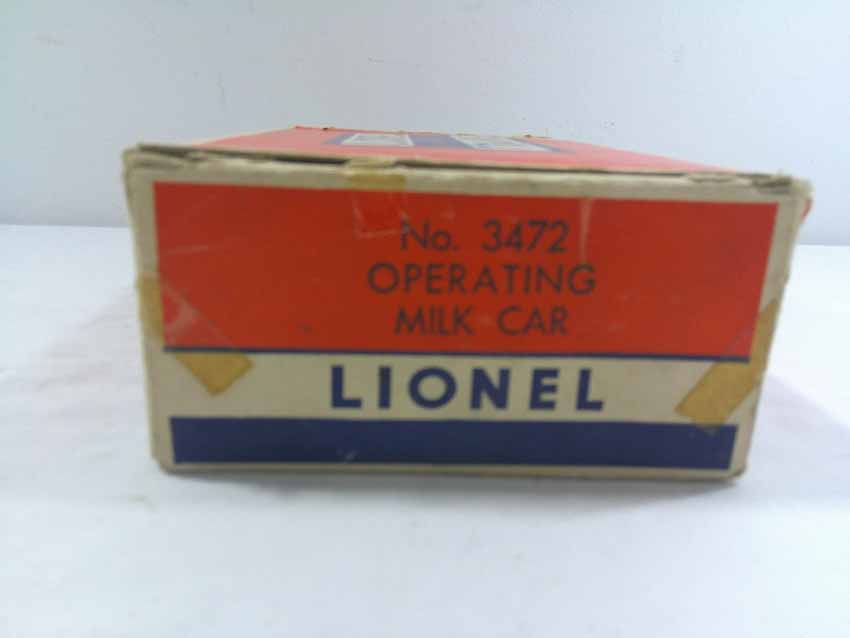 No. 3472
OPERATING
MILK CAR
LIONEL